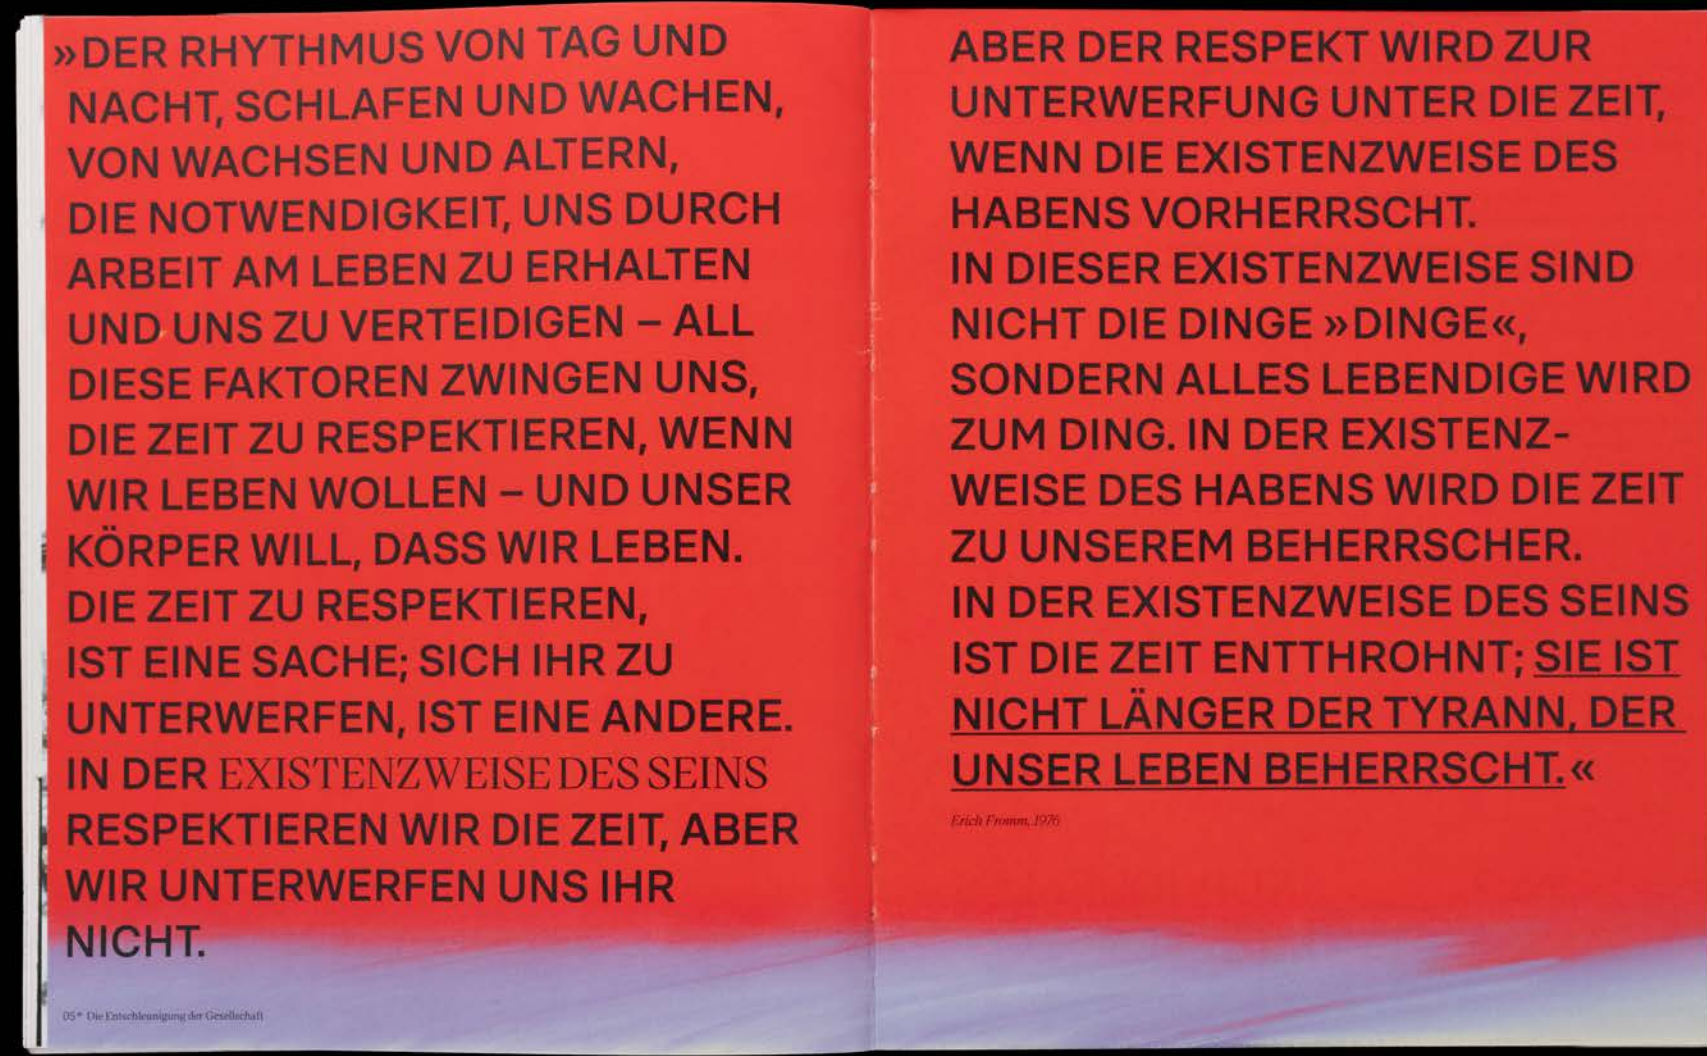 »DER RHYTHMUS VON TAG UND
NACHT, SCHLAFEN UND WACHEN,
VON WACHSEN UND ALTERN,
DIE NOTWENDIGKEIT, UNS DURCH
ARBEIT AM LEBEN ZU ERHALTEN
UND UNS ZU VERTEIDIGEN – ALL
DIESE FAKTOREN ZWINGEN UNS,
DIE ZEIT ZU RESPEKTIEREN, WENN
WIR LEBEN WOLLEN – UND UNSER
KÖRPER WILL, DASS WIR LEBEN.
DIE ZEIT ZU RESPEKTIEREN,
IST EINE SACHE; SICH IHR ZU
UNTERWERFEN, IST EINE ANDERE.
IN DER EXISTENZWEISE DES SEINS
RESPEKTIEREN WIR DIE ZEIT, ABER
WIR UNTERWERFEN UNS IHR
NICHT.
05* Die Entschleunigung der Gesellschaft
ABER DER RESPEKT WIRD ZUR
UNTERWERFUNG UNTER DIE ZEIT,
WENN DIE EXISTENZWEISE DES
HABENS VORHERRSCHT.
IN DIESER EXISTENZWEISE SIND
NICHT DIE DINGE »DINGE«,
SONDERN ALLES LEBENDIGE WIRD
ZUM DING. IN DER EXISTENZ-
WEISE DES HABENS WIRD DIE ZEIT
ZU UNSEREM BEHERRSCHER.
IN DER EXISTENZWEISE DES SEINS
IST DIE ZEIT ENTTHROHNT; SIE IST
NICHT LÄNGER DER TYRANN, DER
UNSER LEBEN BEHERRSCHT.«
Erich Fromm, 1976